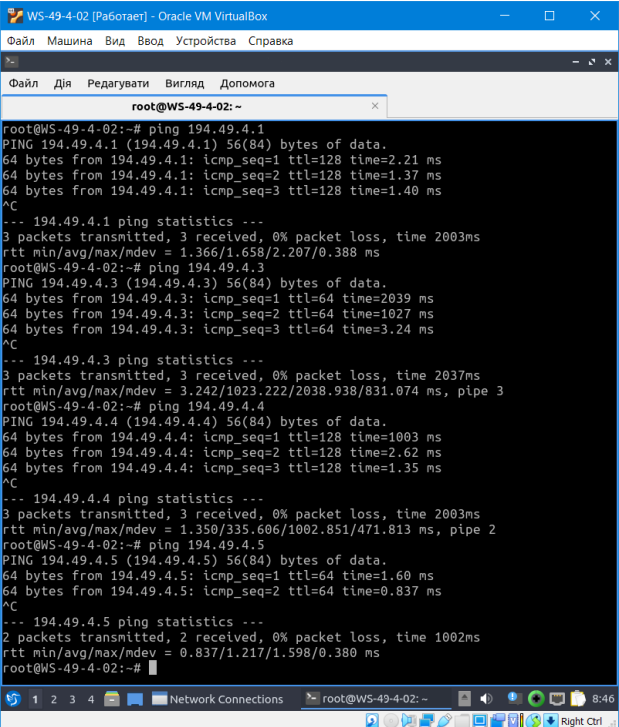 WS-49-4-02 [Работает] - Oracle VM VirtualBox
Файл Машина Вид Ввод Устройства Справка
Файл Дія Редагувати Вигляд Допомога
root@WS-49-4-02: ~
root@WS-49-4-02:~# ping 194.49.4.1
PING 194.49.4.1 (194.49.4.1) 56(84) bytes of data.
64 bytes from 194.49.4.1: icmp_seq=1 ttl=128 time=2.21 ms
64 bytes from 194.49.4.1: icmp_seq=2 ttl=128 time=1.37 ms
64 bytes from 194.49.4.1: icmp_seq=3 ttl=128 time=1.40 ms
^C
--- 194.49.4.1 ping statistics ---
3 packets transmitted, 3 received, 0% packet loss, time 2003ms
rtt min/avg/max/mdev = 1.366/1.658/2.207/0.388 ms
root@WS-49-4-02:~# ping 194.49.4.3
PING 194.49.4.3 (194.49.4.3) 56(84) bytes of data.
64 bytes from 194.49.4.3: icmp_seq=1 ttl=64 time=2039 ms
64 bytes from 194.49.4.3: icmp_seq=2 ttl=64 time=1027 ms
64 bytes from 194.49.4.3: icmp_seq=3 ttl=64 time=3.24 ms
^C
--- 194.49.4.3 ping statistics ---
3 packets transmitted, 3 received, 0% packet loss, time 2037ms
rtt min/avg/max/mdev = 3.242/1023.222/2038.938/831.074 ms, pipe 3
root@WS-49-4-02:~# ping 194.49.4.4
PING 194.49.4.4 (194.49.4.4) 56(84) bytes of data.
64 bytes from 194.49.4.4: icmp_seq=1 ttl=128 time=1003 ms
64 bytes from 194.49.4.4: icmp_seq=2 ttl=128 time=2.62 ms
64 bytes from 194.49.4.4: icmp_seq=3 ttl=128 time=1.35 ms
^C
--- 194.49.4.4 ping statistics ---
3 packets transmitted, 3 received, 0% packet loss, time 2003ms
rtt min/avg/max/mdev = 1.350/335.606/1002.851/471.813 ms, pipe 2
root@WS-49-4-02:~# ping 194.49.4.5
PING 194.49.4.5 (194.49.4.5) 56(84) bytes of data.
64 bytes from 194.49.4.5: icmp_seq=1 ttl=64 time=1.60 ms
64 bytes from 194.49.4.5: icmp_seq=2 ttl=64 time=0.837 ms
^C
--- 194.49.4.5 ping statistics ---
2 packets transmitted, 2 received, 0% packet loss, time 1002ms
rtt min/avg/max/mdev = 0.837/1.217/1.598/0.380 ms
root@WS-49-4-02:~#
1 2 3 4 Network Connections root@WS-49-4-02: ~ 8:46
Right Ctrl